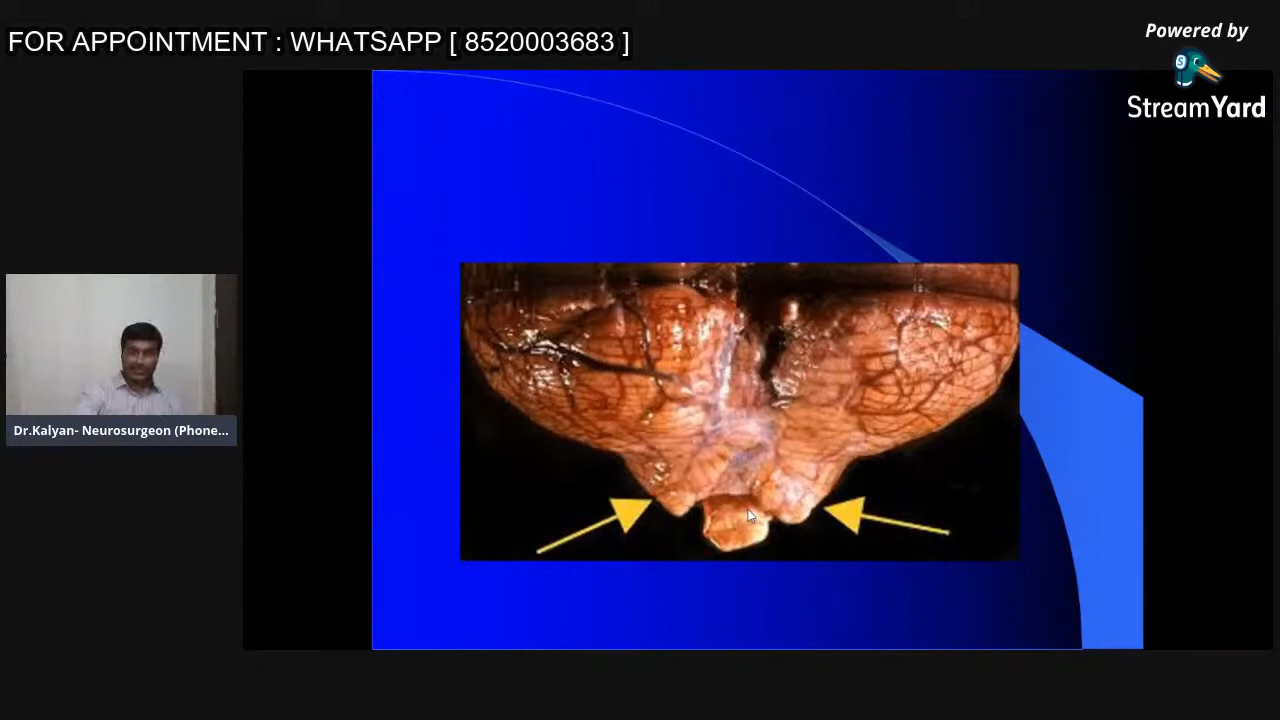 FOR APPOINTMENT : WHATSAPP [ 8520003683 ]
Powered by
StreamYard
Dr.Kalyan- Neurosurgeon (Phone...